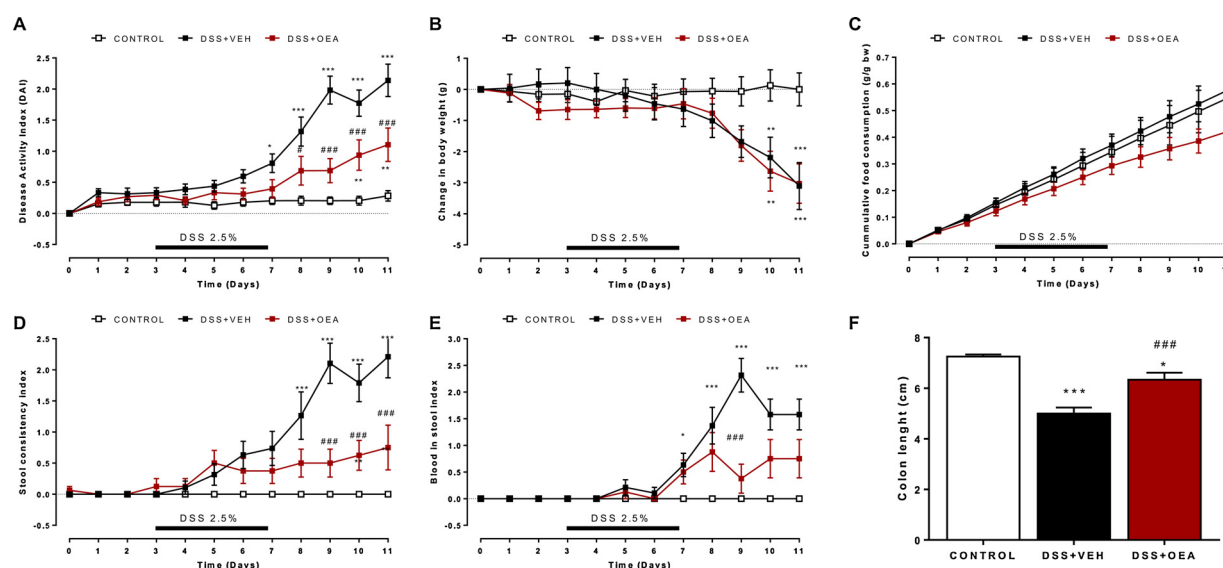 A
CONTROL DSS+VEH DSS+OEA
Disease Activity Index (DAI)
2.5
2.0
1.5
1.0
0.5
0.0
-0.5
***
***
***
***
*
#
###
###
###
**
**
DSS 2.5%
0 1 2 3 4 5 6 7 8 9 10 11
Time (Days)
B
CONTROL DSS+VEH DSS+OEA
Change in body weight (g)
1
0
-1
-2
-3
-4
-5
**
***
**
***
DSS 2.5%
0 1 2 3 4 5 6 7 8 9 10 11
Time (Days)
C
CONTROL DSS+VEH DSS+OEA
Cummulative food consumption (g/g bw)
0.7
0.6
0.5
0.4
0.3
0.2
0.1
0.0
DSS 2.5%
0 1 2 3 4 5 6 7 8 9 10
Time (Days)
D
CONTROL DSS+VEH DSS+OEA
Stool consistency index
2.5
2.0
1.5
1.0
0.5
0.0
-0.5
***
***
***
***
###
###
###
**
DSS 2.5%
0 1 2 3 4 5 6 7 8 9 10 11
Time (Days)
E
CONTROL DSS+VEH DSS+OEA
Blood in stool index
3.0
2.5
2.0
1.5
1.0
0.5
0.0
-0.5
*
***
***
***
***
###
DSS 2.5%
0 1 2 3 4 5 6 7 8 9 10 11
Time (Days)
F
Colon lenght (cm)
8
6
4
2
0
***
###
*
CONTROL DSS+VEH DSS+OEA